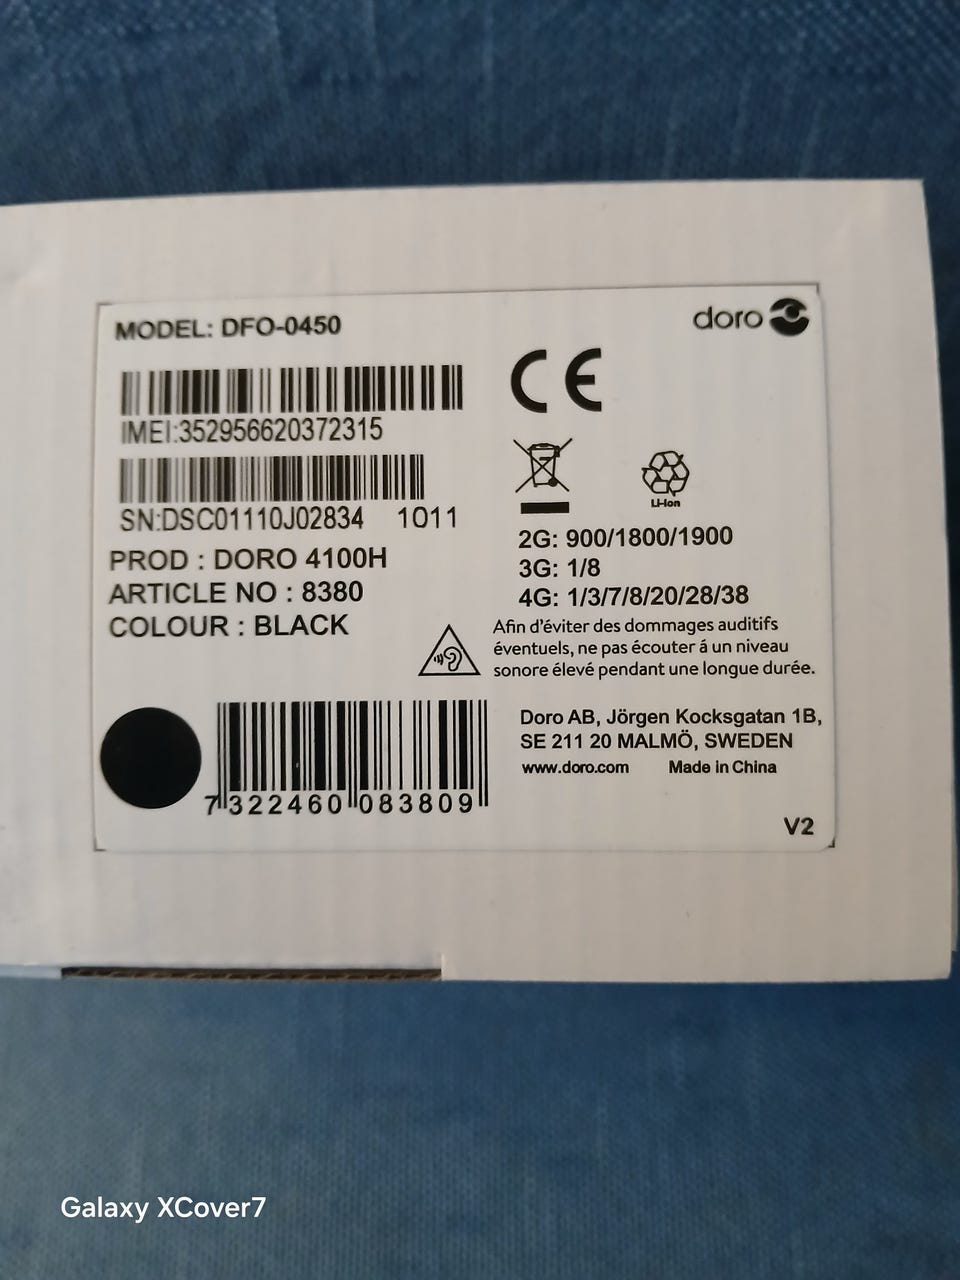 MODEL: DFO-0450
doro
IMEI:352956620372315
SN:DSC01110J02834 1011
PROD : DORO 4100H
ARTICLE NO : 8380
COLOUR : BLACK
CE
Li-Ion
2G: 900/1800/1900
3G: 1/8
4G: 1/3/7/8/20/28/38
Afin d'éviter des dommages auditifs
éventuels, ne pas écouter á un niveau
sonore élevé pendant une longue durée.
7 322460 083809
Doro AB, Jörgen Kocksgatan 1B,
SE 211 20 MALMÖ, SWEDEN
www.doro.com Made in China
V2
Galaxy XCover7